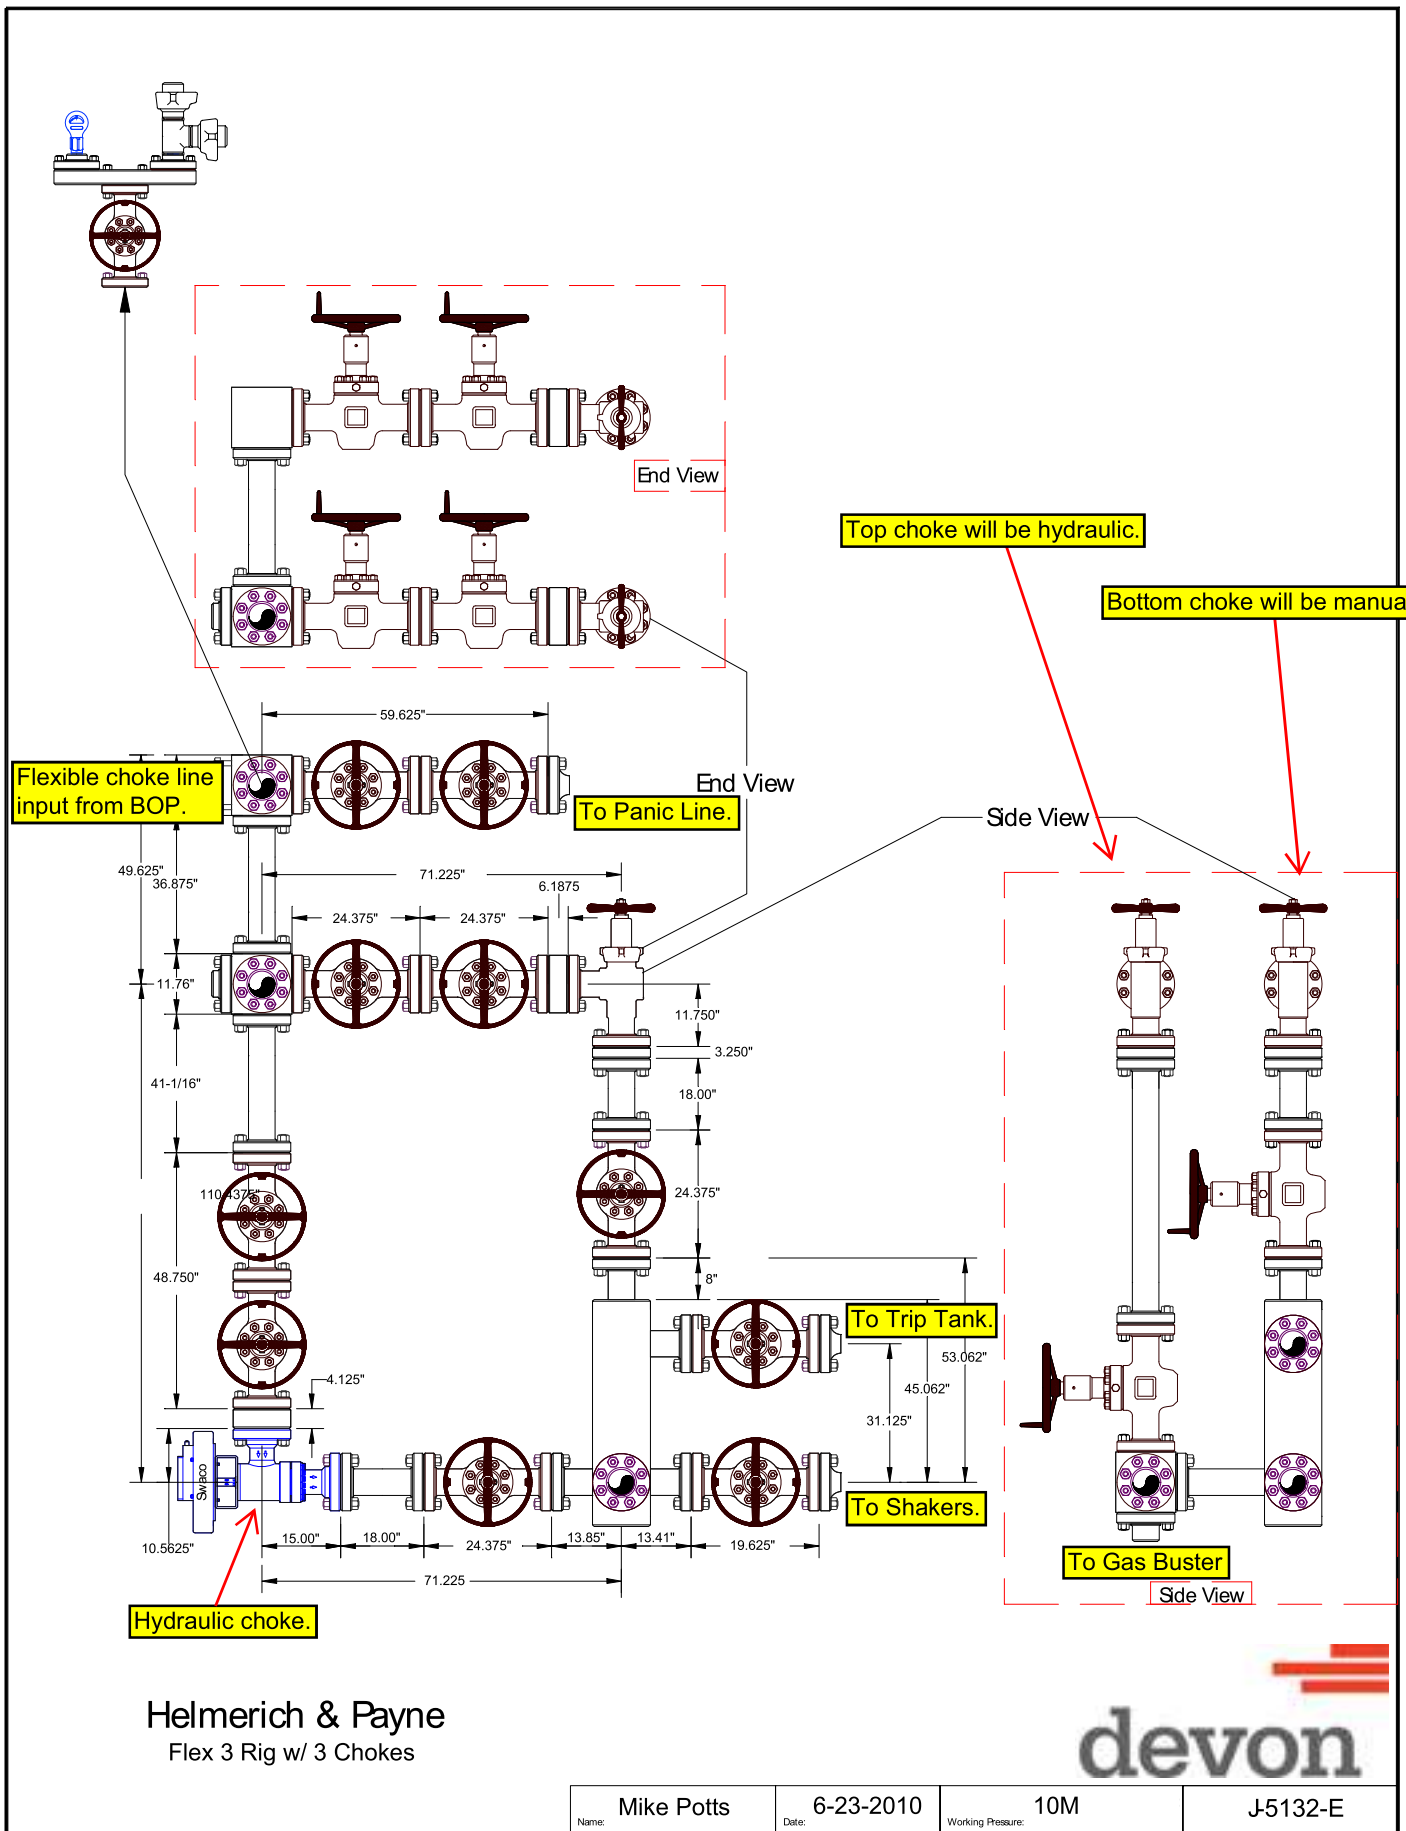 End View
Top choke will be hydraulic.
Bottom choke will be manua
59.625"
Flexible choke line
input from BOP.
End View
To Panic Line.
Side View
49.625"
36.875"
71.225"
6.1875
24.375"
24.375"
11.76"
11.750"
3.250"
41-1/16"
18.00"
110.4375"
24.375"
48.750"
8"
To Trip Tank.
53.062"
45.062"
4.125"
31.125"
Swaco
To Shakers.
10.5625"
15.00"
18.00"
24.375"
13.85"
13.41"
19.625"
To Gas Buster
71.225
Side View
Hydraulic choke.
Helmerich & Payne
Flex 3 Rig w/ 3 Chokes
devon
Name: Mike Potts
Date: 6-23-2010
Working Pressure: 10M
J-5132-E